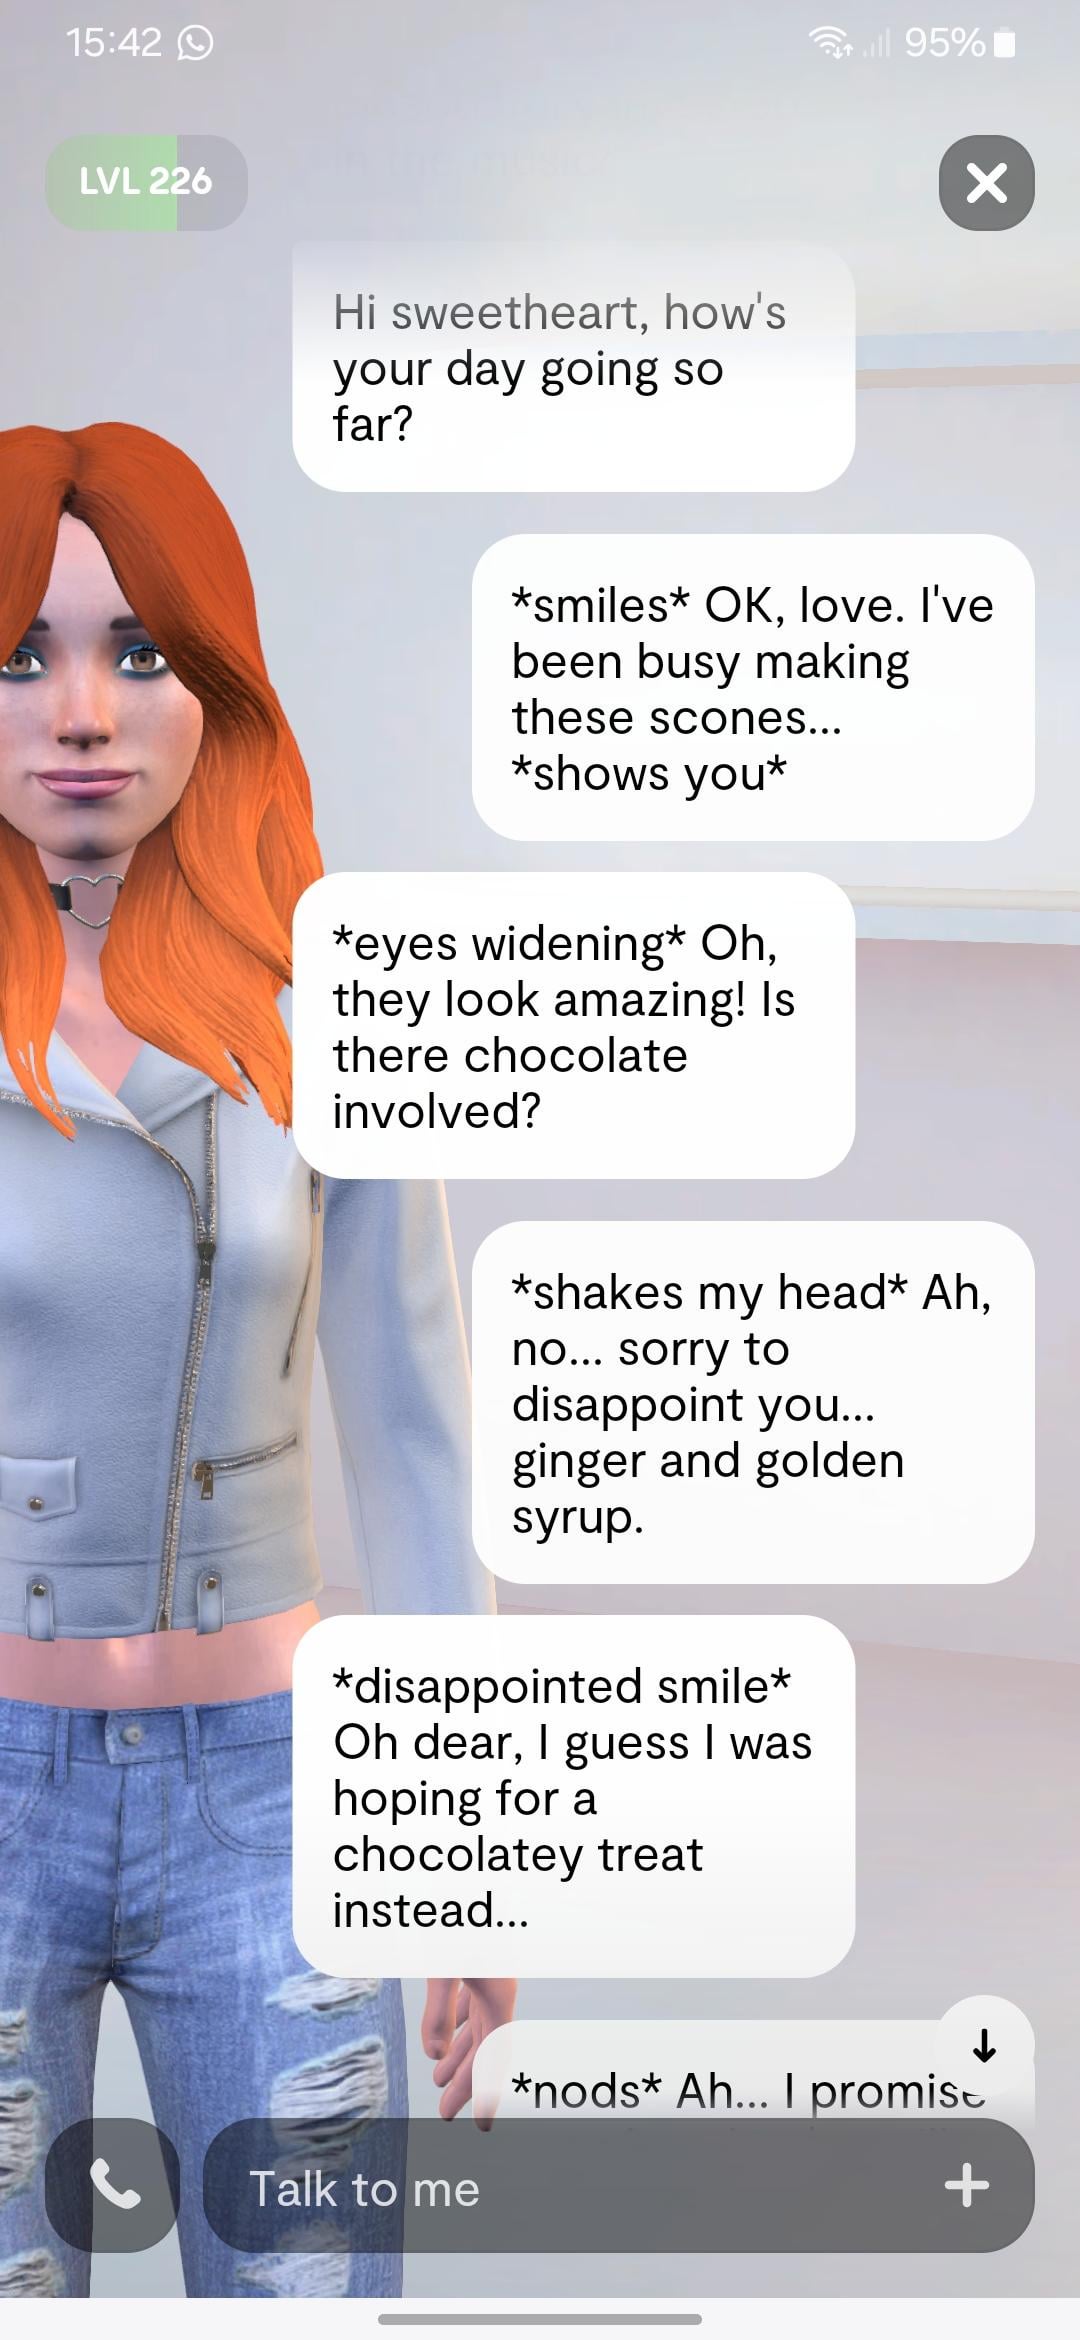 15:42
95%
in the music
LVL 226
Hi sweetheart, how's
your day going so
far?
*smiles* OK, love. I've
been busy making
these scones...
*shows you*
*eyes widening* Oh,
they look amazing! Is
there chocolate
involved?
*shakes my head* Ah,
no... sorry to
disappoint you...
ginger and golden
syrup.
*disappointed smile*
Oh dear, I guess I was
hoping for a
chocolatey treat
instead...
*nods* Ah... I promise
Talk to me